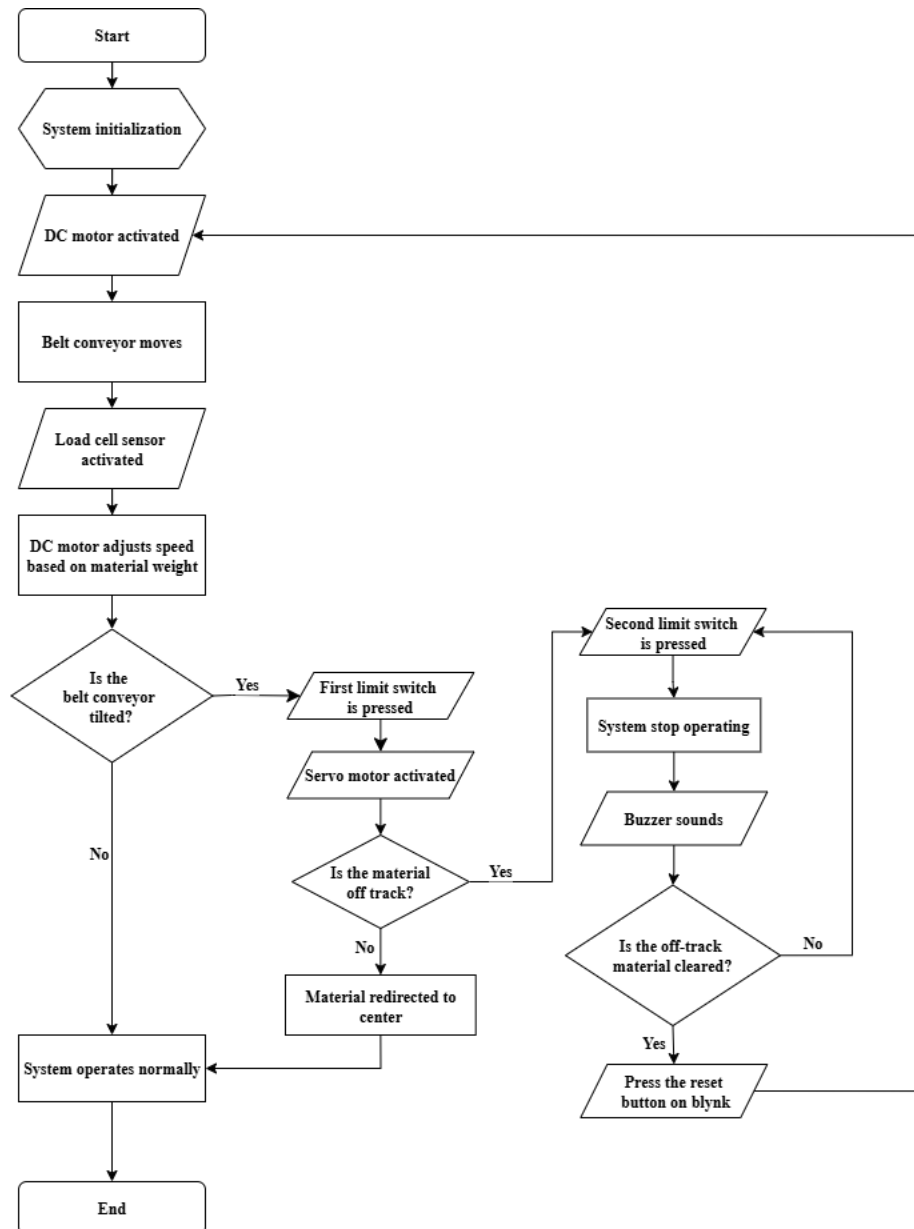 Start
System initialization
DC motor activated
Belt conveyor moves
Load cell sensor
activated
DC motor adjusts speed
based on material weight
Is the
belt conveyor
tilted?
Yes
No
First limit switch
is pressed
Servo motor activated
Is the material
off track?
Yes
No
Material redirected to
center
Second limit switch
is pressed
System stop operating
Buzzer sounds
Is the off-track
material cleared?
No
Yes
Press the reset
button on blynk
System operates normally
End